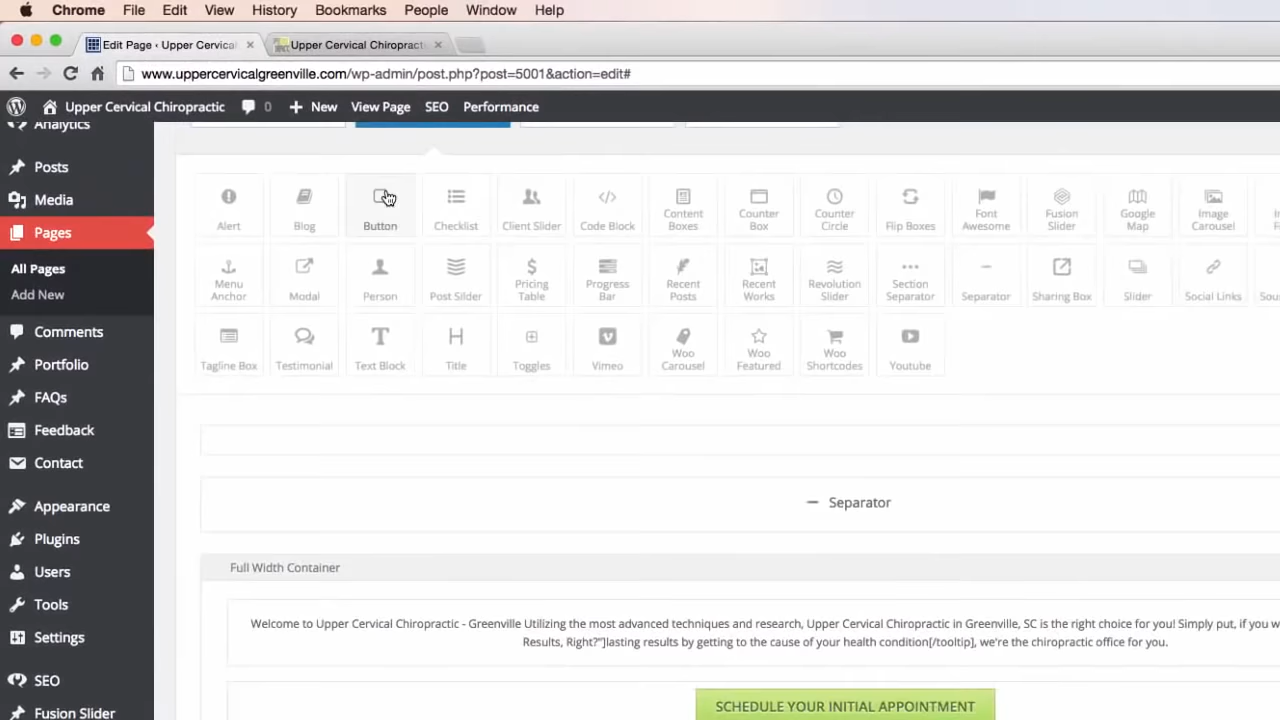 Chrome File Edit View History Bookmarks People Window Help
Edit Page ‹ Upper Cervical Upper Cervical Chiropract
www.uppercervicalgreenville.com/wp-admin/post.php?post=5001&action=edit#
Upper Cervical Chiropractic 0 New View Page SEO Performance
Analytics
Posts
Media
Pages
All Pages
Add New
Comments
Portfolio
FAQs
Feedback
Contact
Appearance
Plugins
Users
Tools
Settings
SEO
Fusion Slider
Alert Blog Button Checklist Client Slider Code Block Content Boxes Counter Box Counter Circle Flip Boxes Font Awesome Fusion Slider Google Map Image Carousel
Menu Anchor Modal Person Post Slider Pricing Table Progress Bar Recent Posts Recent Works Revolution Slider Section Separator Separator Sharing Box Slider Social Links
Tagline Box Testimonial Text Block Title Toggles Vimeo Woo Carousel Woo Featured Woo Shortcodes Youtube
Separator
Full Width Container
Welcome to Upper Cervical Chiropractic - Greenville Utilizing the most advanced techniques and research, Upper Cervical Chiropractic in Greenville, SC is the right choice for you! Simply put, if you
Results, Right?"]lasting results by getting to the cause of your health condition[/tooltip], we're the chiropractic office for you.
SCHEDULE YOUR INITIAL APPOINTMENT